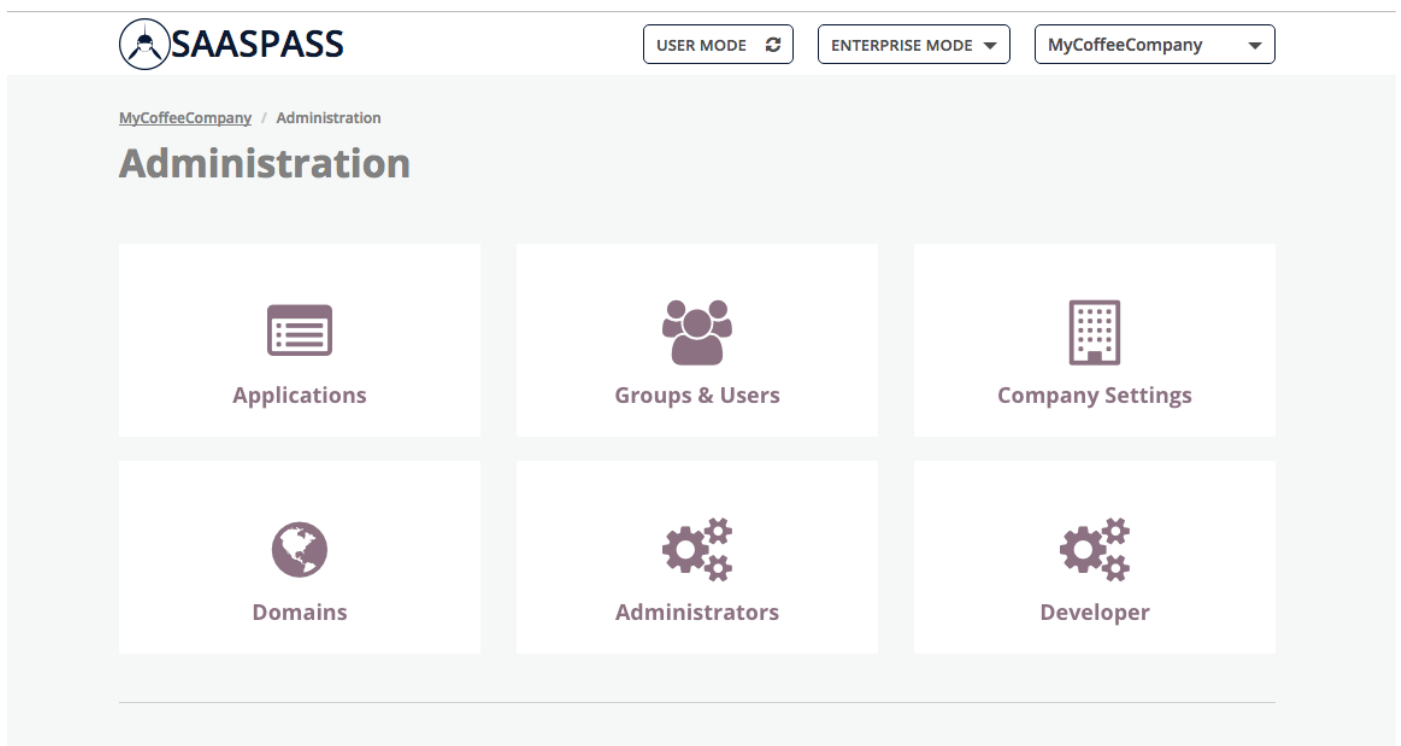 SAASPASS
USER MODE
ENTERPRISE MODE
MyCoffeeCompany
MyCoffeeCompany / Administration
Administration
Applications
Groups & Users
Company Settings
Domains
Administrators
Developer